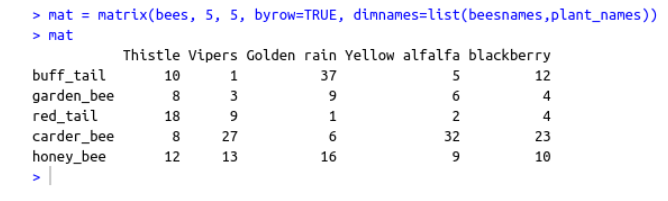 > mat = matrix(bees, 5, 5, byrow=TRUE, dimnames=list(beesnames,plant_names))
> mat
           Thistle Vipers Golden rain Yellow alfalfa blackberry
buff_tail       10      1          37              5         12
garden_bee       8      3           9              6          4
red_tail        18      9           1              2          4
carder_bee       8     27           6             32         23
honey_bee       12     13          16              9         10
>